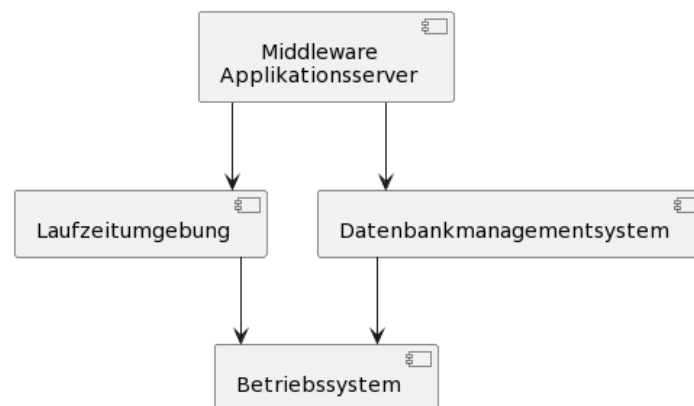 Middleware
Applikationsserver
Laufzeitumgebung
Datenbankmanagementsystem
Betriebssystem